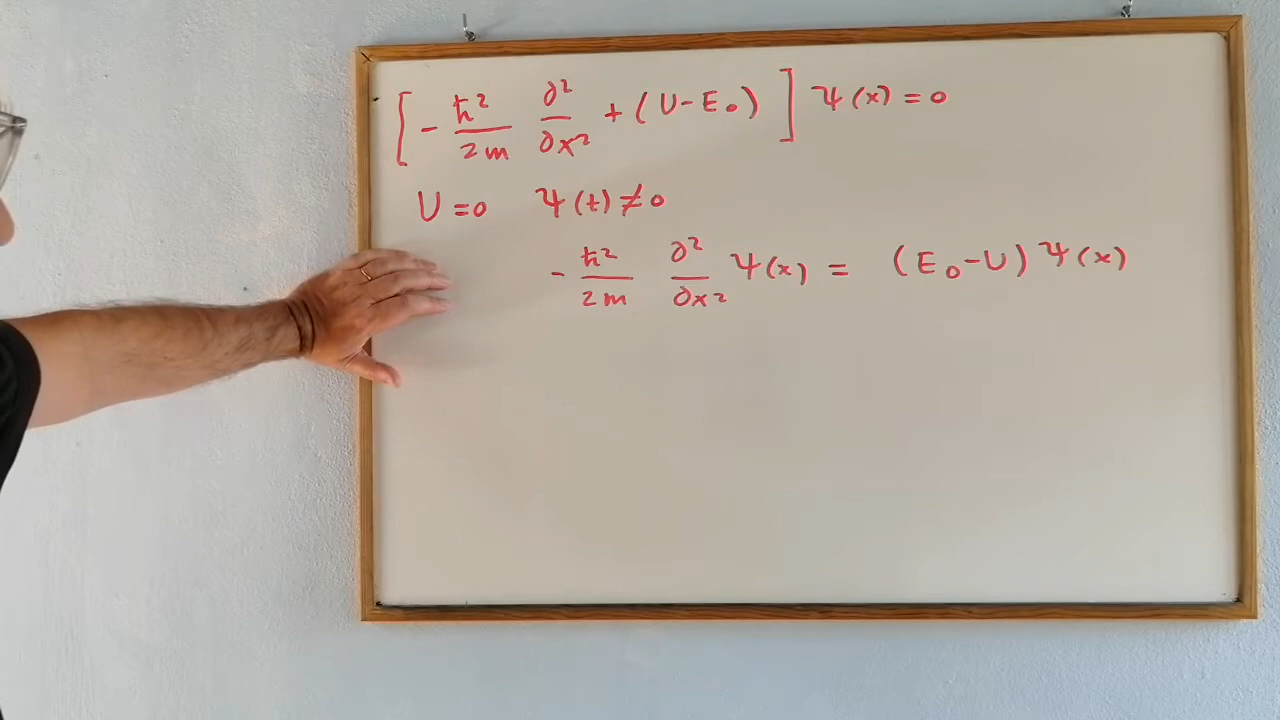 [ - ℏ²/2m ∂²/∂x² + (U - E₀) ] Ψ(x) = 0
U = 0 Ψ(t) ≠ 0
- ℏ²/2m ∂²/∂x² Ψ(x) = (E₀ - U) Ψ(x)